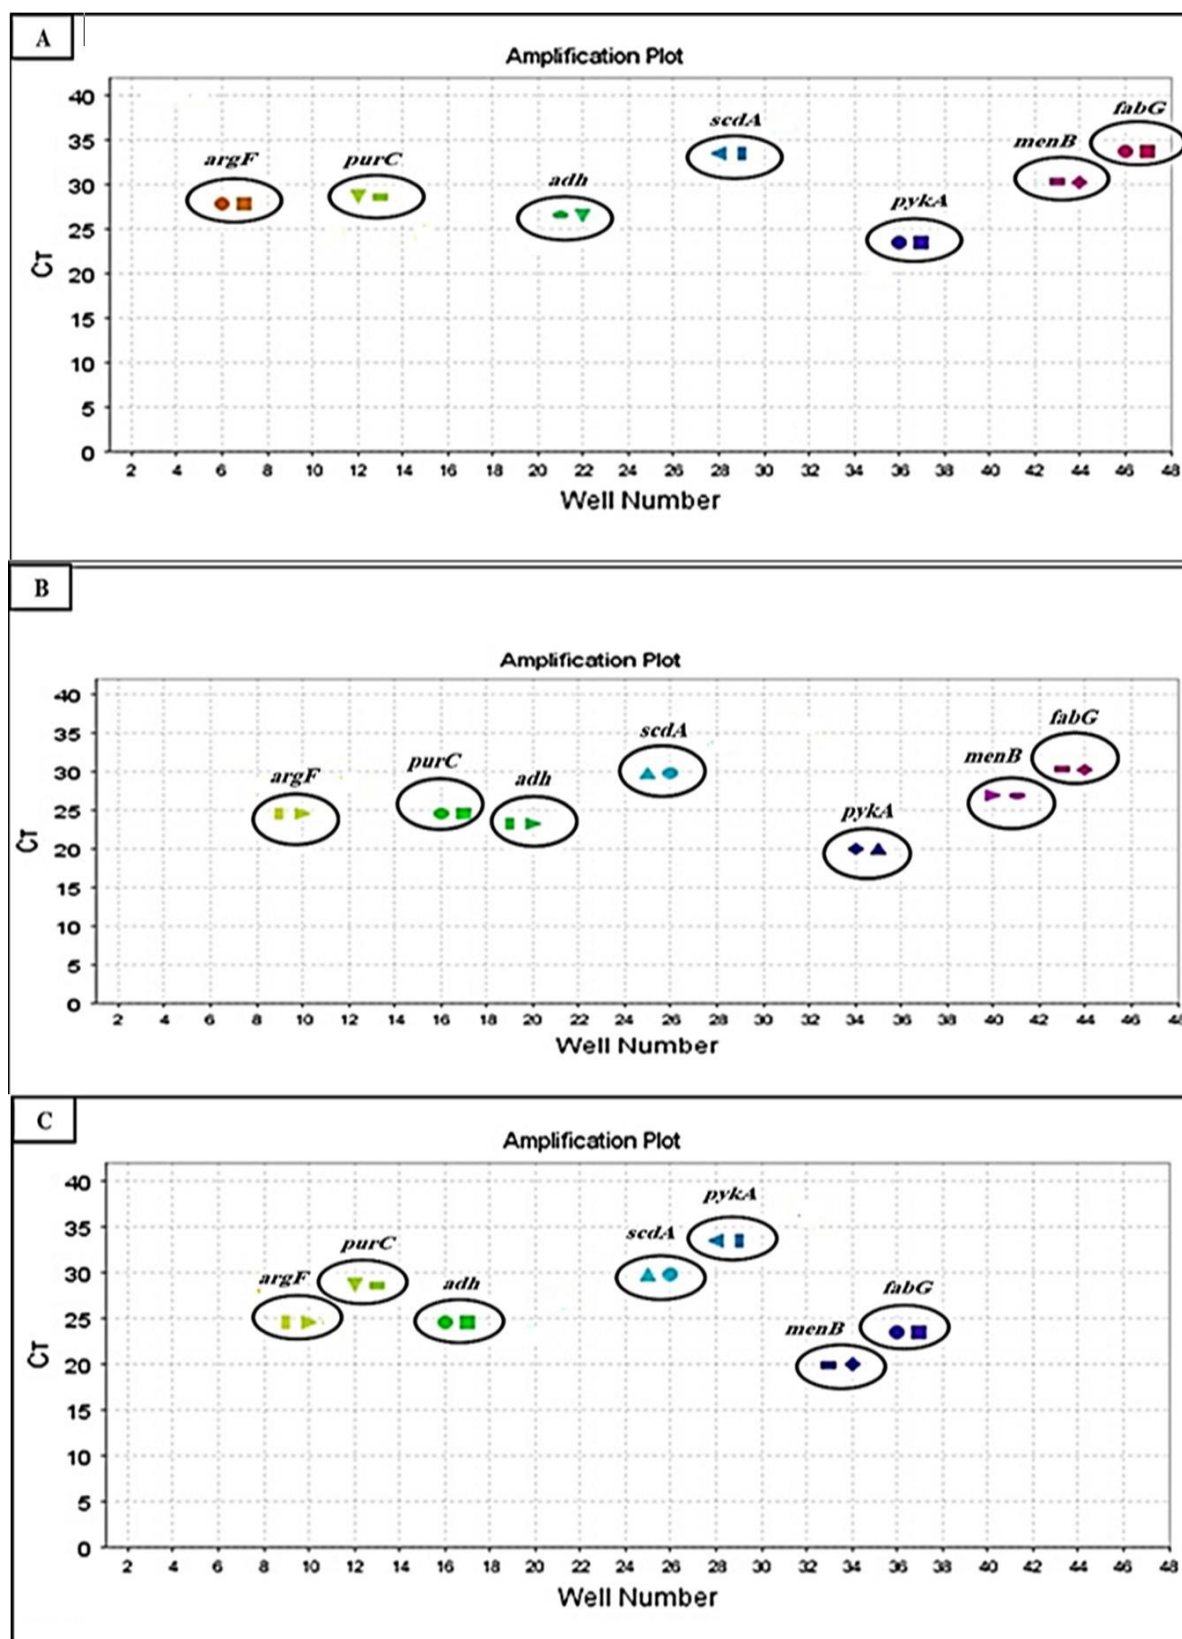 A
Amplification Plot
fabG
scdA
menB
argF
purC
adh
pykA
40
35
30
25
20
15
10
5
0
CT
2 4 6 8 10 12 14 16 18 20 22 24 26 28 30 32 34 36 38 40 42 44 46 48
Well Number
B
Amplification Plot
fabG
scdA
menB
purC
argF
adh
pykA
40
35
30
25
20
15
10
5
0
CT
2 4 6 8 10 12 14 16 18 20 22 24 26 28 30 32 34 36 38 40 42 44 46 48
Well Number
C
Amplification Plot
pykA
scdA
purC
argF
adh
fabG
menB
40
35
30
25
20
15
10
5
0
CT
2 4 6 8 10 12 14 16 18 20 22 24 26 28 30 32 34 36 38 40 42 44 46 48
Well Number